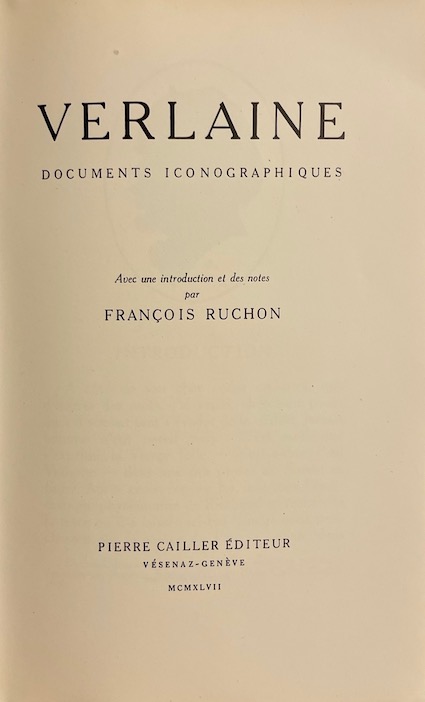 VERLAINE
DOCUMENTS ICONOGRAPHIQUES
Avec une introduction et des notes
par
FRANÇOIS RUCHON
PIERRE CAILLER ÉDITEUR
VÉSENAZ-GENÈVE
MCMXLVII